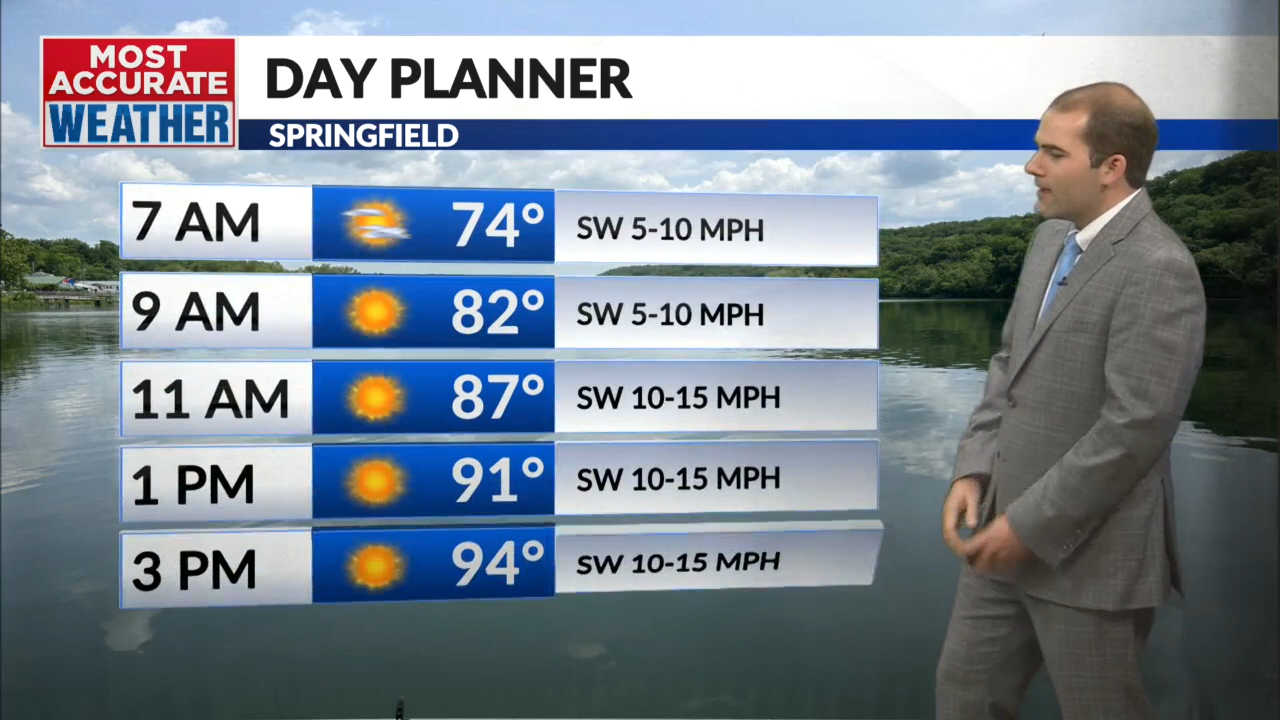 MOST
ACCURATE
WEATHER
DAY PLANNER
SPRINGFIELD
7 AM 74° SW 5-10 MPH
9 AM 82° SW 5-10 MPH
11 AM 87° SW 10-15 MPH
1 PM 91° SW 10-15 MPH
3 PM 94° SW 10-15 MPH